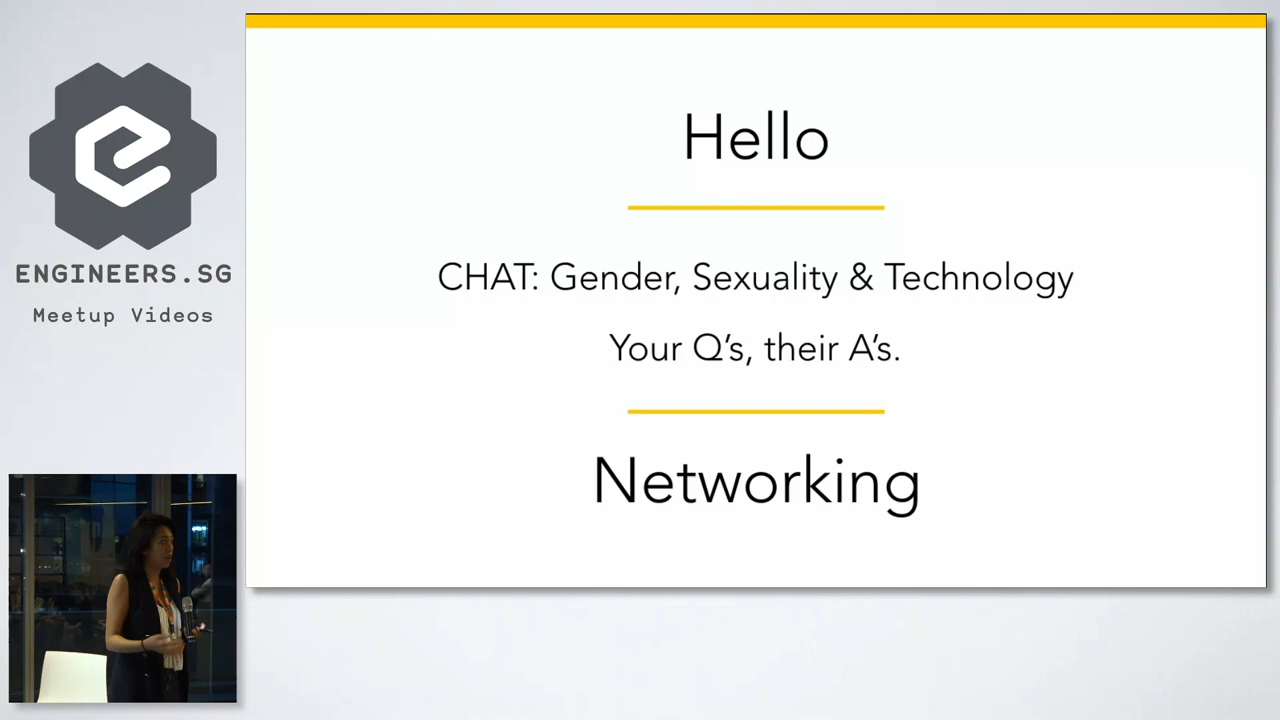 ENGINEERS.SG
Meetup Videos
Hello
CHAT: Gender, Sexuality & Technology
Your Q’s, their A’s.
Networking